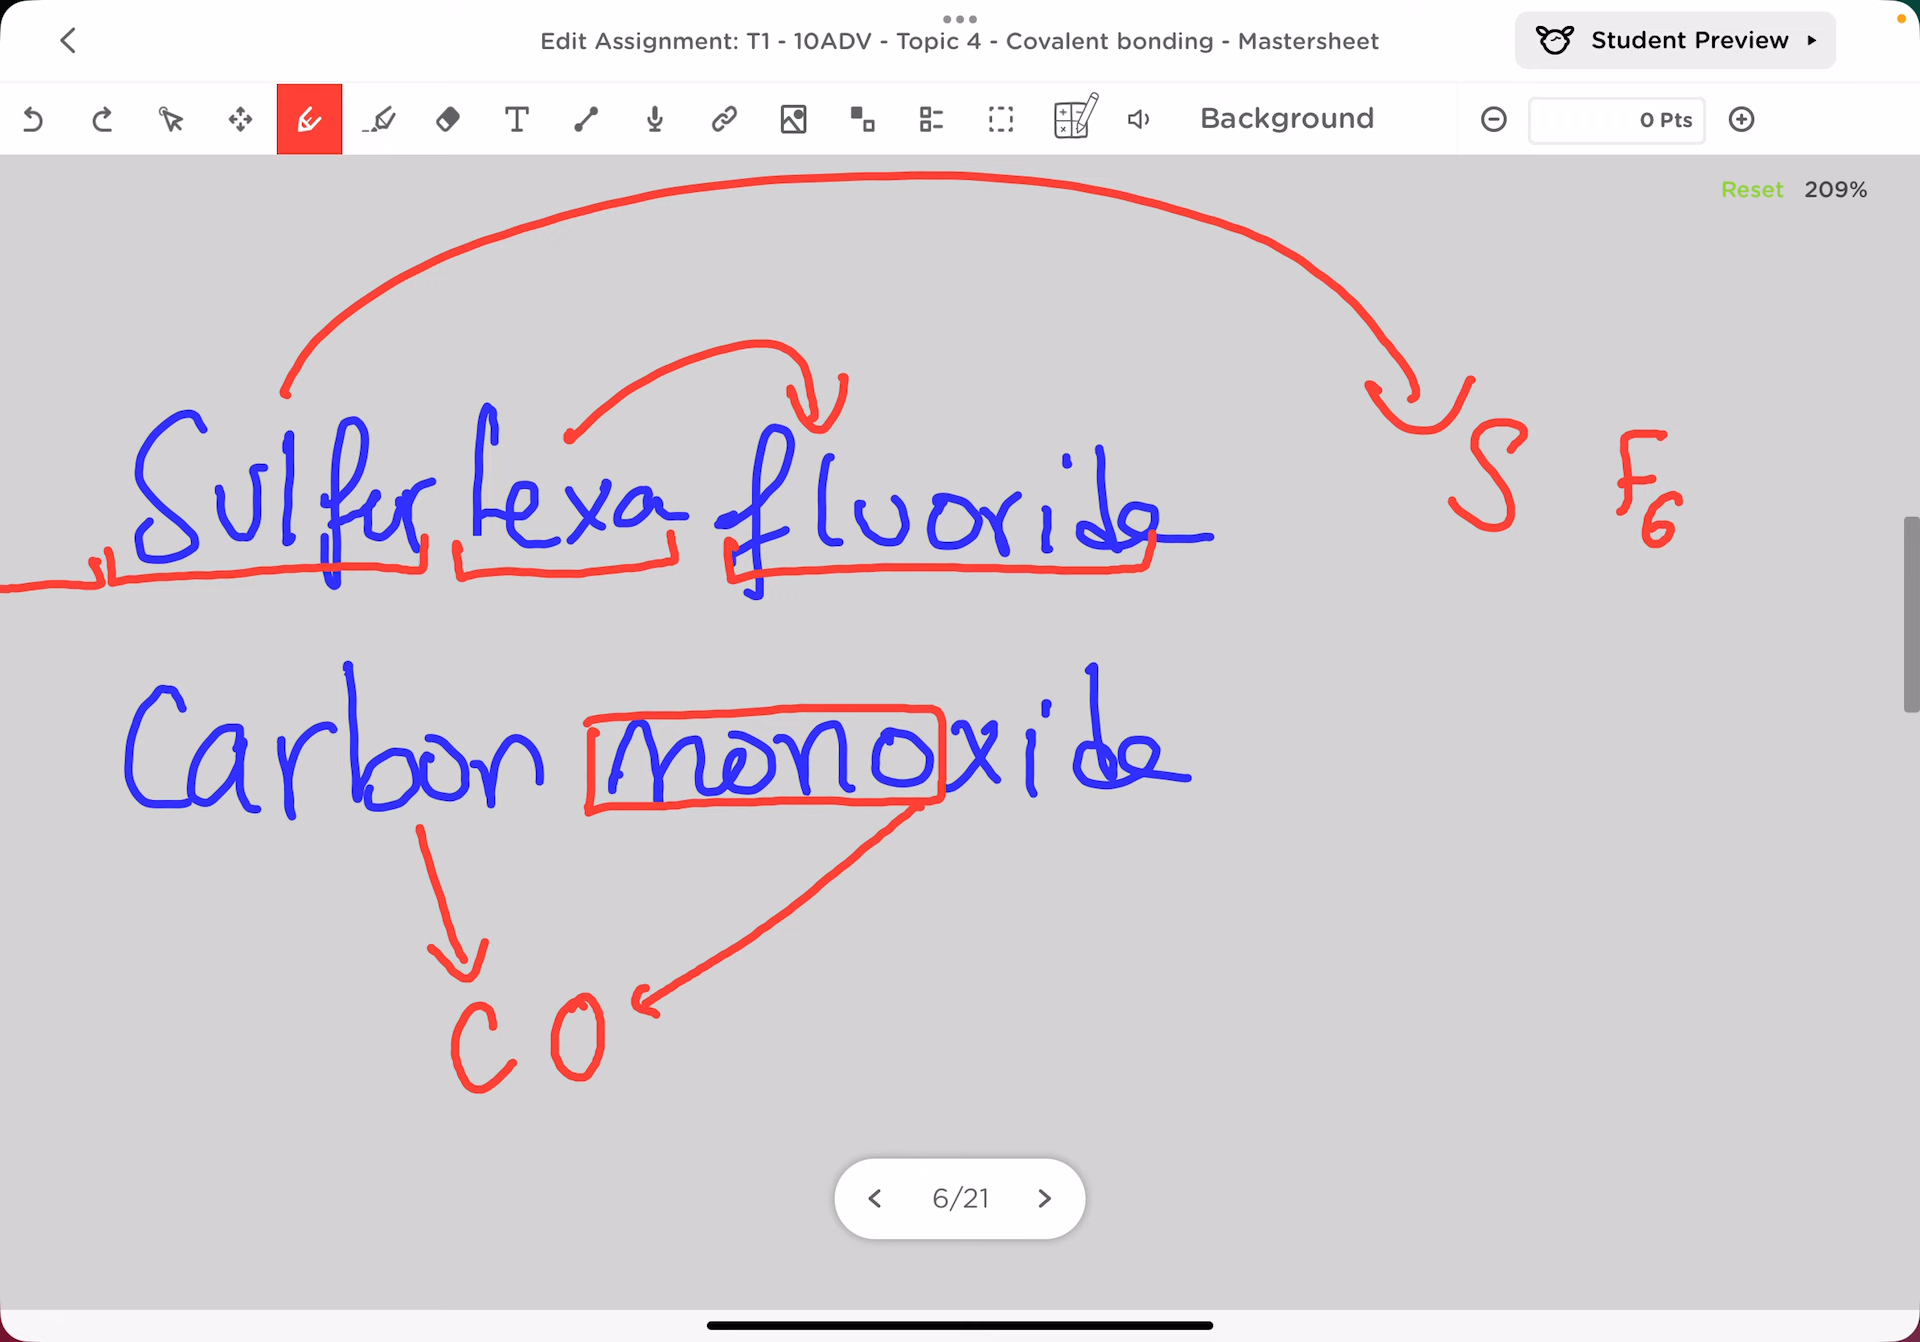 Edit Assignment: T1 - 10ADV - Topic 4 - Covalent bonding - Mastersheet
Student Preview
Background
0 Pts
Reset 209%
Sulfur hexa fluoride S F6
Carbon monoxide
C O
6/21